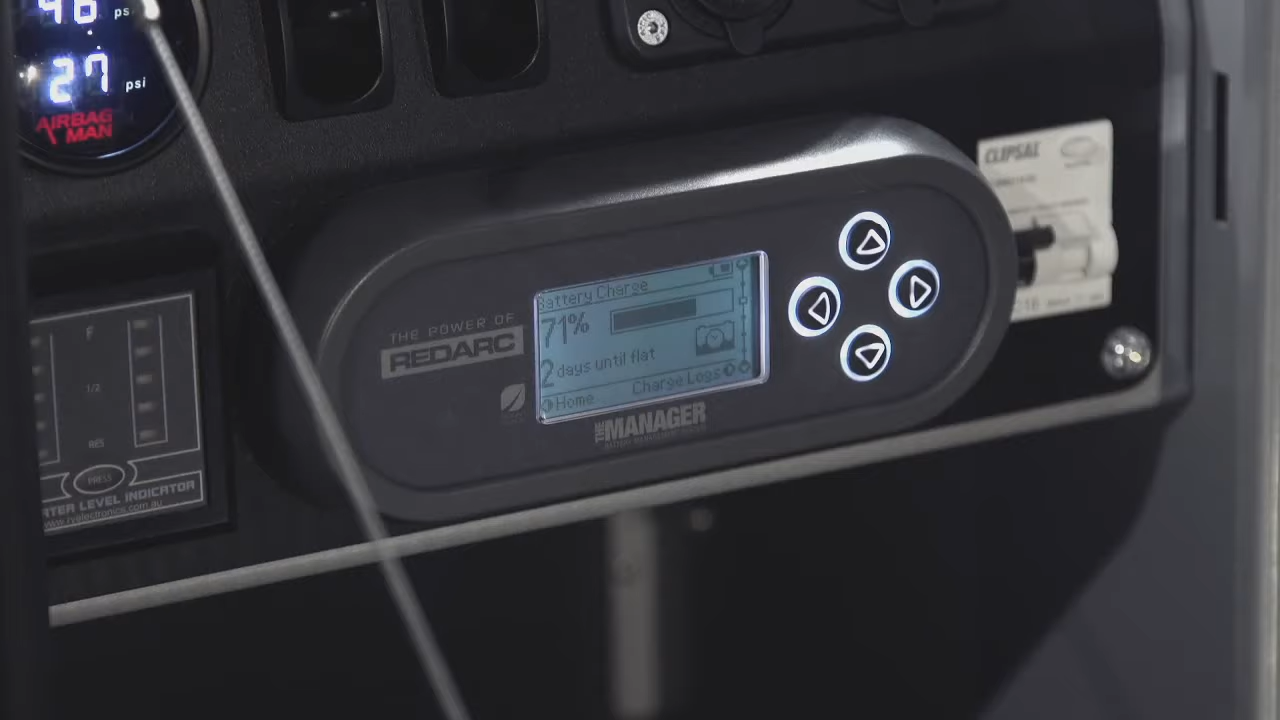 46 psi
27 psi
AIRBAG
MAN
CLIPSAL
THE POWER OF
REDARC
Battery Charge
71%
2 days until flat
Charge Logs
Home
THE MANAGER
F
1/2
RES
PRESS
TER LEVEL INDICATOR
www.rvelectronics.com.au